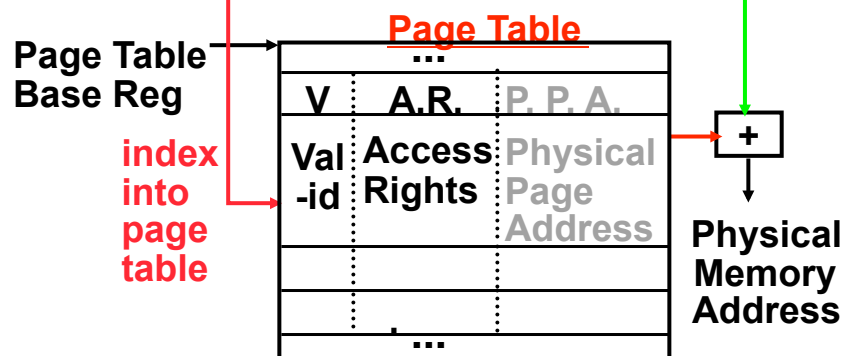 Page Table
...
Page Table
Base Reg
V
A.R.
P. P. A.
index
into
page
table
Val
-id
Access
Rights
Physical
Page
Address
+
Physical
Memory
Address
. ...